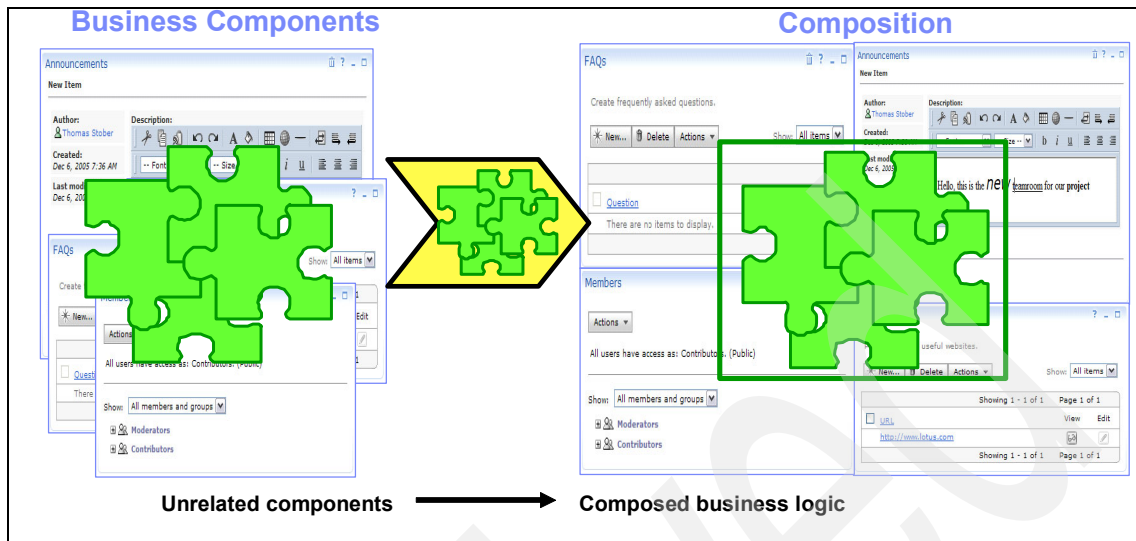 Business Components
Composition
Announcements
New Item
Author:
Thomas Stober
Created:
Dec 6, 2005 7:36 AM
Last mod
Dec 6, 200
Description:
-- Font
-- Size
i u
?
FAQs
Create
New...
Show: All items
1
Edit
Questi
There
1
Mem
Actions
All users have access as: Contributors. (Public)
Show: All members and groups
Moderators
Contributors
FAQs
?
Create frequently asked questions.
New... Delete Actions
Show: All items
Question
There are no items to display.
Members
Actions
All users have access as: Contributors. (Public)
Show: All members and groups
Moderators
Contributors
Announcements
?
New Item
Author:
Thomas Stober
Created:
Last mod
Dec 6, 200
Description:
Size -- b i u
Hello, this is the new teamroom for our project
?
useful websites.
New... Delete Actions
Show: All items
Showing 1 - 1 of 1 Page 1 of 1
URL View Edit
http://www.lotus.com
Showing 1 - 1 of 1 Page 1 of 1
Unrelated components
Composed business logic